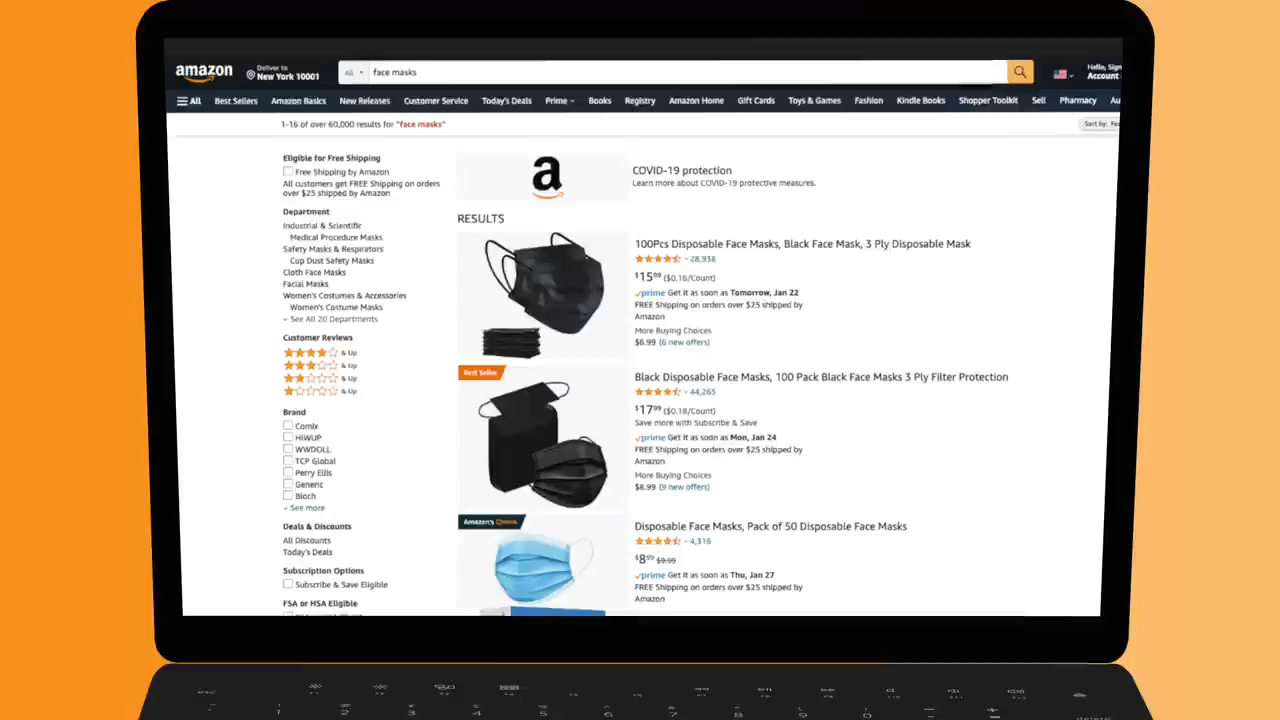 amazon
Deliver to
New York 10001
All
face masks
Hello, Sign
Account
All
Best Sellers
Amazon Basics
New Releases
Customer Service
Today's Deals
Prime
Books
Registry
Amazon Home
Gift Cards
Toys & Games
Fashion
Kindle Books
Shopper Toolkit
Sell
Pharmacy
Au
1-16 of over 60,000 results for "face masks"
Sort by: Fea
Eligible for Free Shipping
Free Shipping by Amazon
All customers get FREE Shipping on orders
over $25 shipped by Amazon
Department
Industrial & Scientific
Medical Procedure Masks
Safety Masks & Respirators
Cup Dust Safety Masks
Cloth Face Masks
Facial Masks
Women's Costumes & Accessories
Women's Costume Masks
See All 20 Departments
Customer Reviews
& Up
& Up
& Up
& Up
Brand
Comix
HIWUP
WWDOLL
TCP Global
Perry Ellis
Generic
Bloch
See more
Deals & Discounts
All Discounts
Today's Deals
Subscription Options
Subscribe & Save Eligible
FSA or HSA Eligible
a
COVID-19 protection
Learn more about COVID-19 protective measures.
RESULTS
100Pcs Disposable Face Masks, Black Face Mask, 3 Ply Disposable Mask
28,938
$15.99 ($0.16/Count)
prime Get it as soon as Tomorrow, Jan 22
FREE Shipping on orders over $25 shipped by
Amazon
More Buying Choices
$6.99 (6 new offers)
Best Seller
Black Disposable Face Masks, 100 Pack Black Face Masks 3 Ply Filter Protection
44,265
$17.99 ($0.18/Count)
Save more with Subscribe & Save
prime Get it as soon as Mon, Jan 24
FREE Shipping on orders over $25 shipped by
Amazon
More Buying Choices
$8.99 (9 new offers)
Amazon's Choice
Disposable Face Masks, Pack of 50 Disposable Face Masks
4,316
$8.99 $9.99
prime Get it as soon as Thu, Jan 27
FREE Shipping on orders over $25 shipped by
Amazon